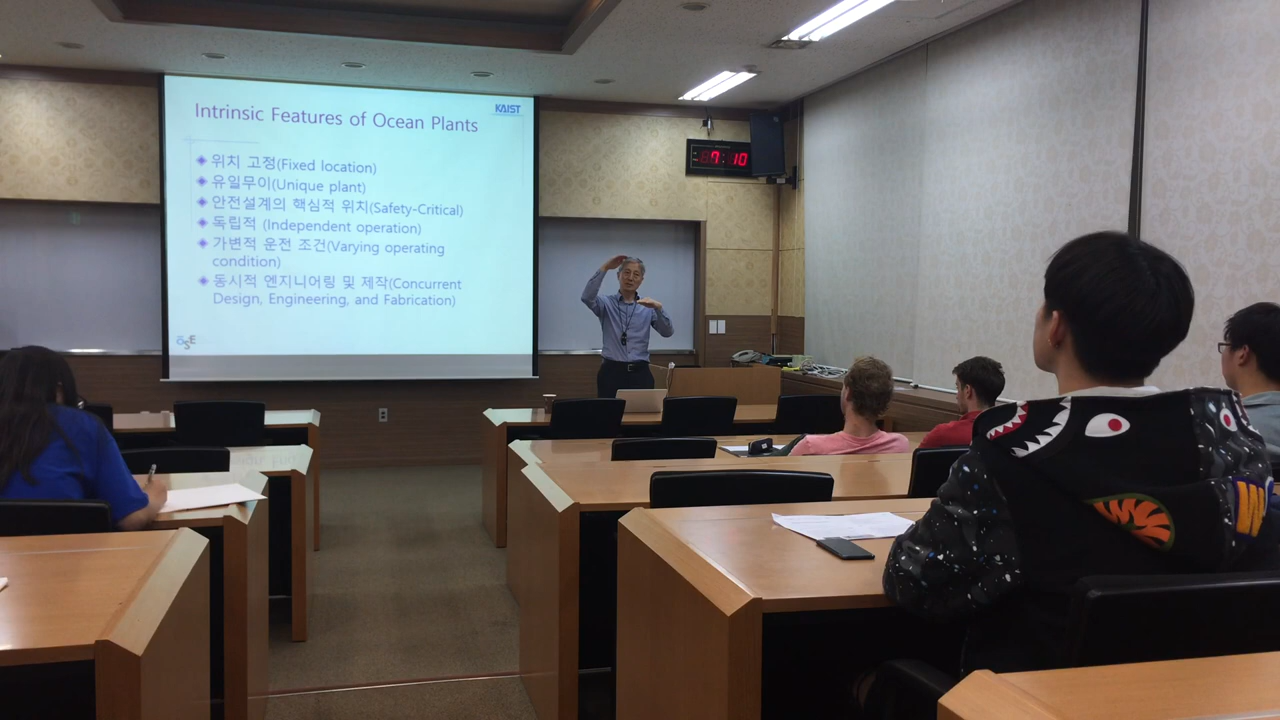 KAIST
Intrinsic Features of Ocean Plants
위치 고정(Fixed location)
유일무이(Unique plant)
안전설계의 핵심적 위치(Safety-Critical)
독립적 (Independent operation)
가변적 운전 조건(Varying operating
condition)
동시적 엔지니어링 및 제작(Concurrent
Design, Engineering, and Fabrication)
OSE
7:10